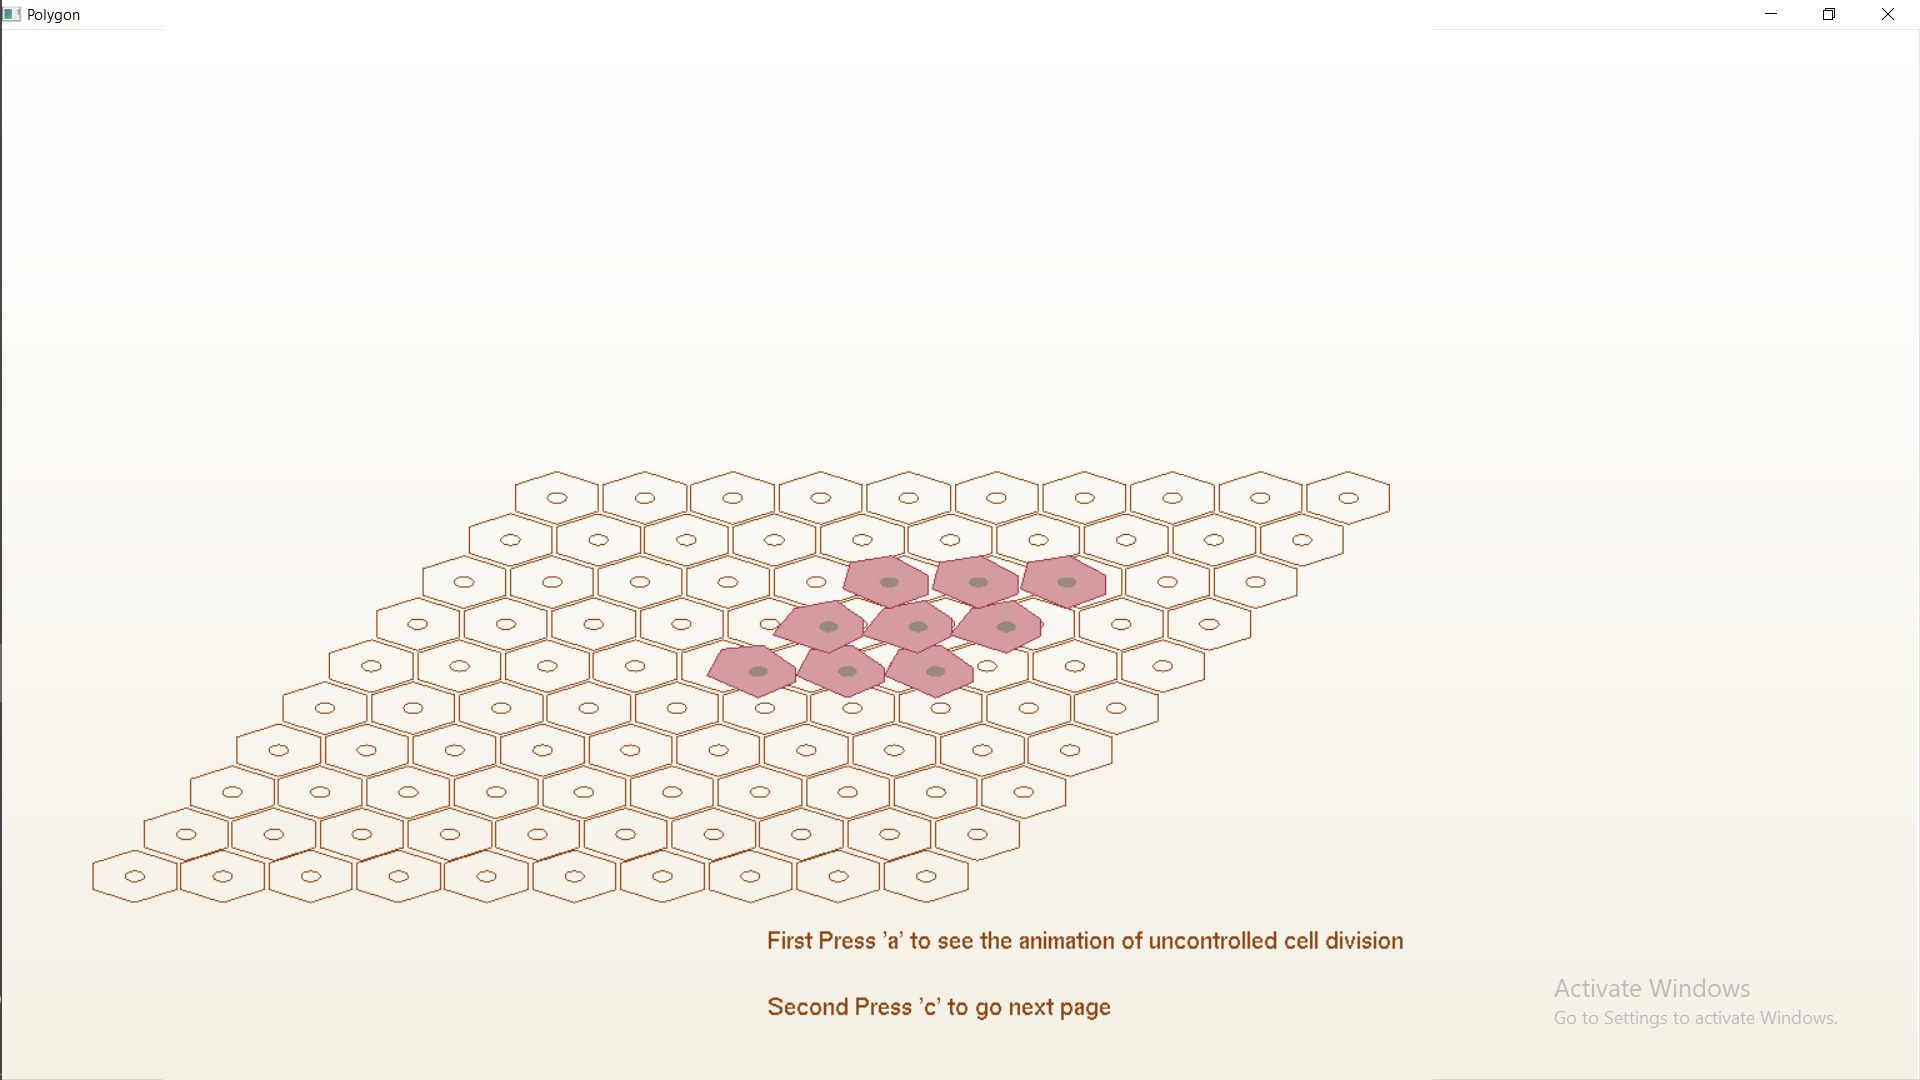 Polygon
First Press 'a' to see the animation of uncontrolled cell division
Second Press 'c' to go next page
Activate Windows
Go to Settings to activate Windows.